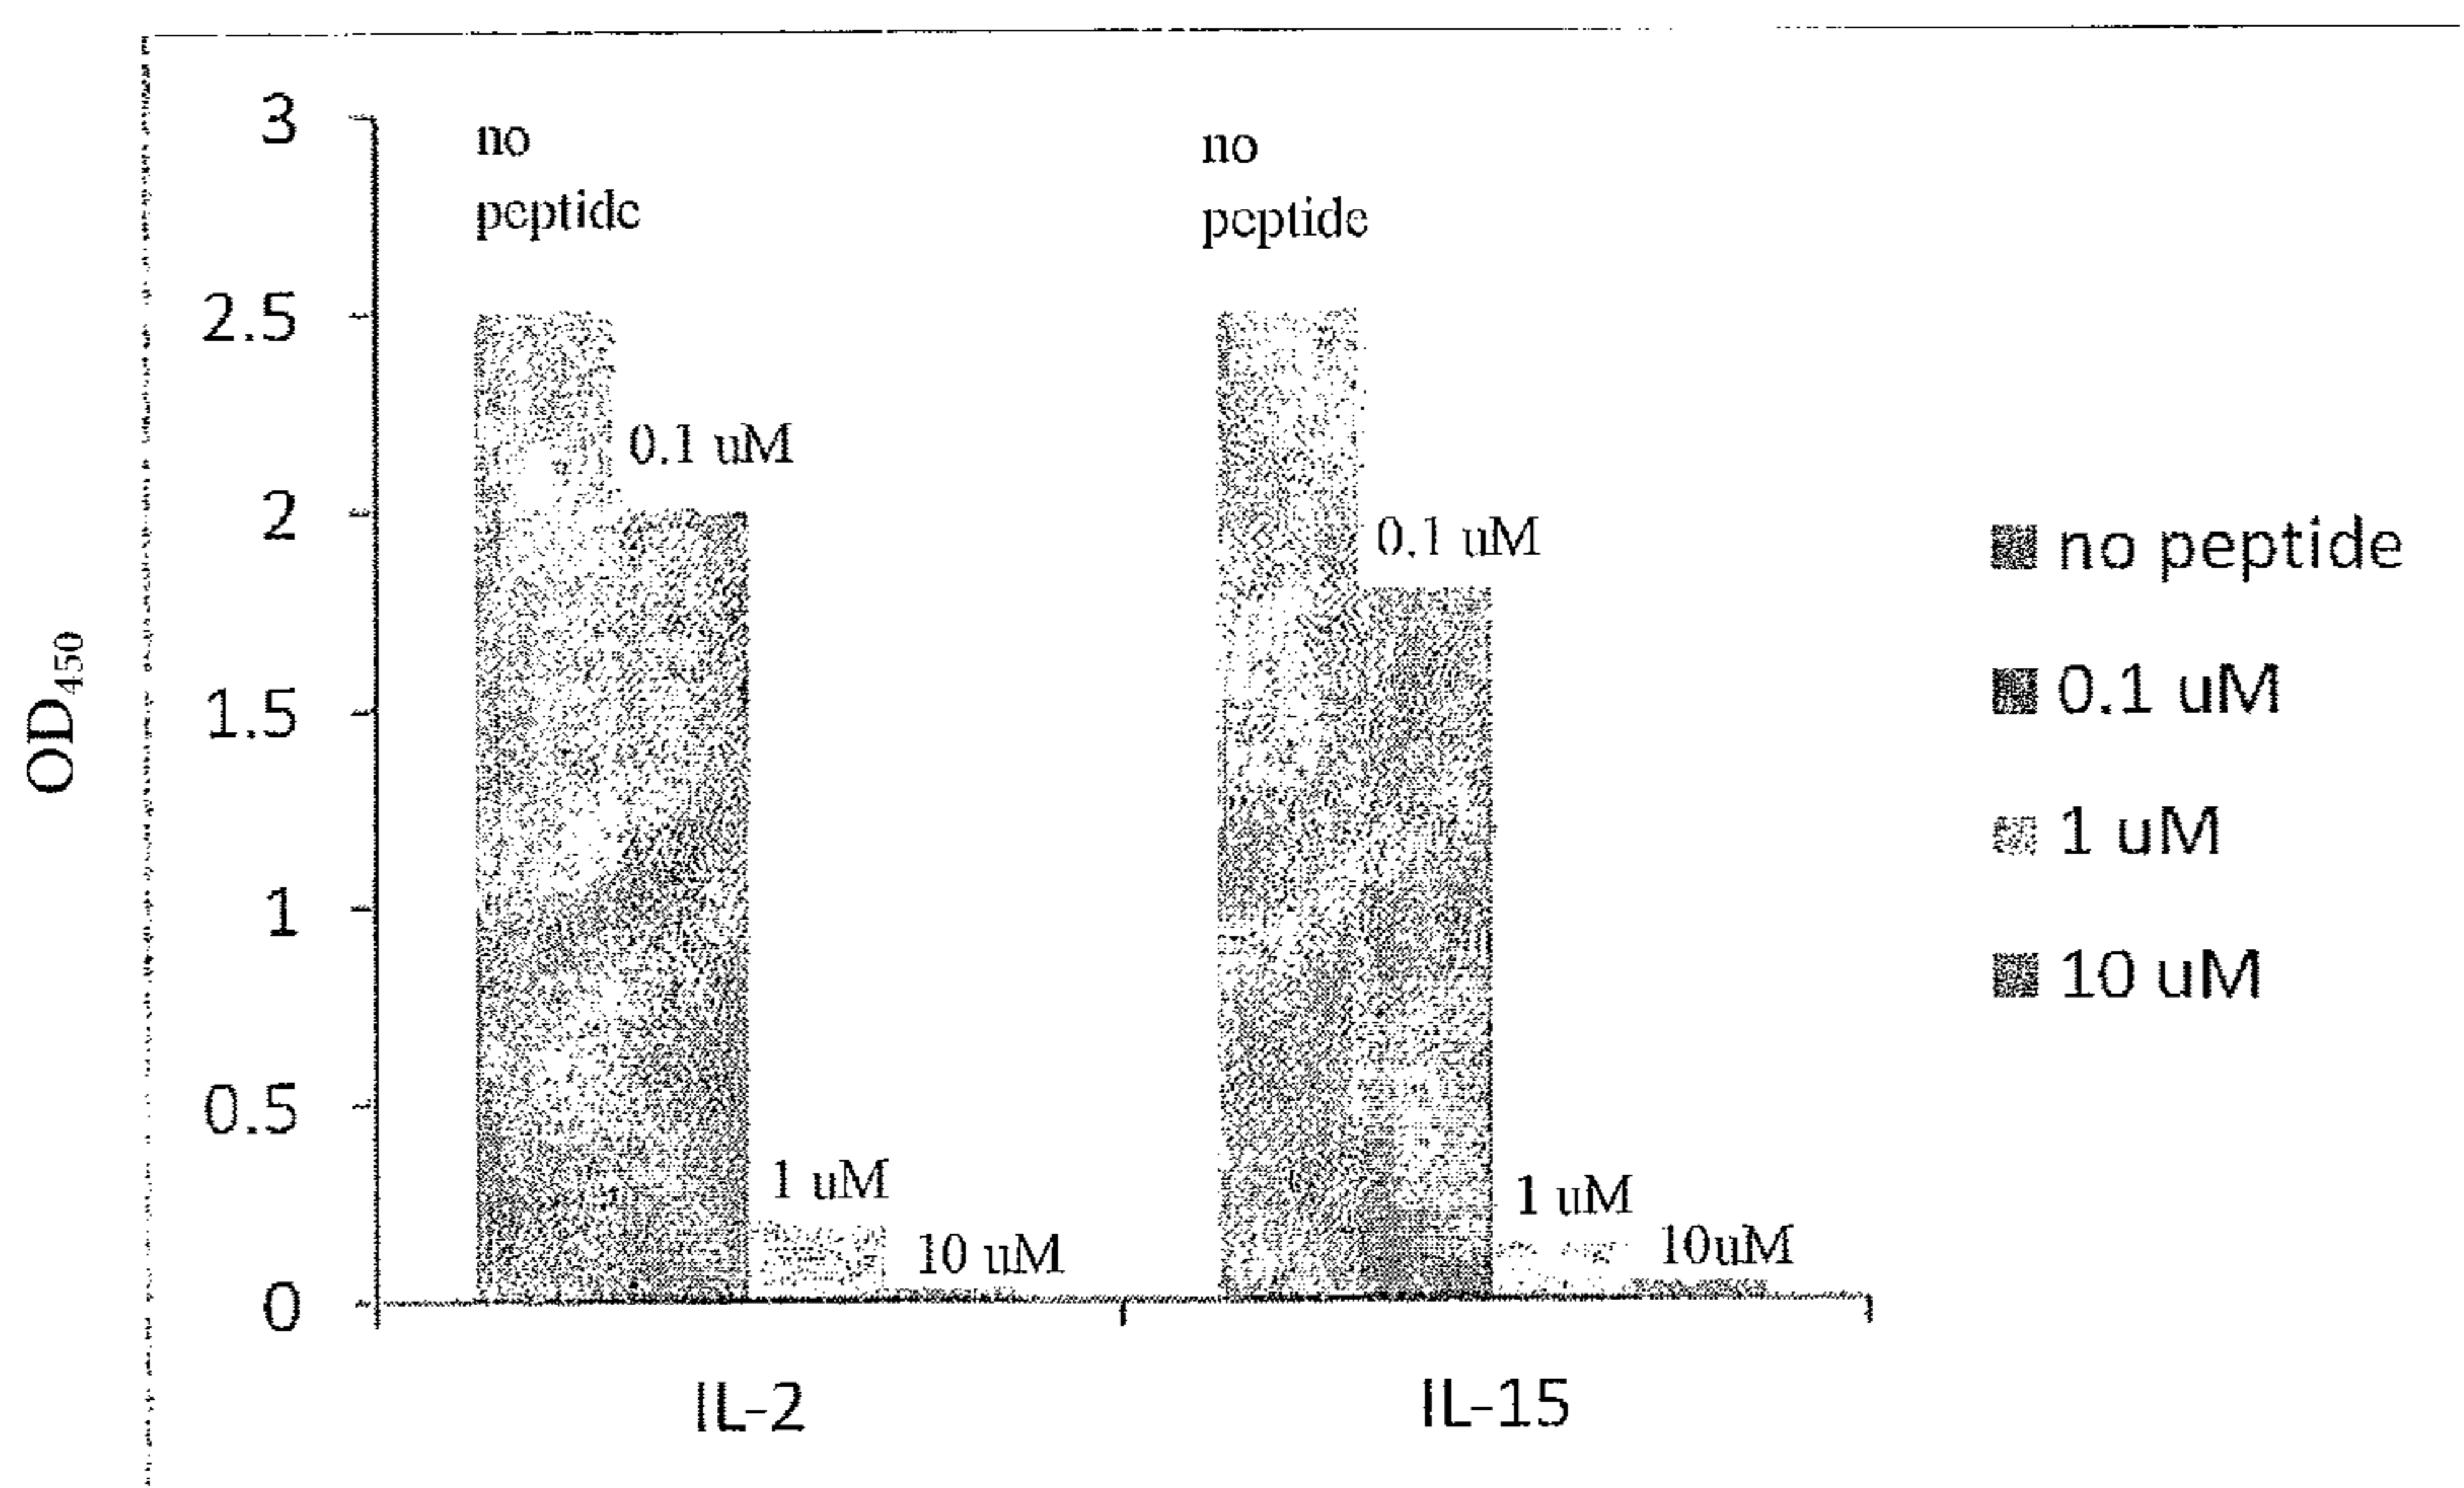 3
2.5
2
1.5
1
0.5
0
OD450
no
peptide
0.1 uM
1 uM
10 uM
no
peptide
0.1 uM
1 uM
10uM
IL-2
IL-15
no peptide
0.1 uM
1 uM
10 uM